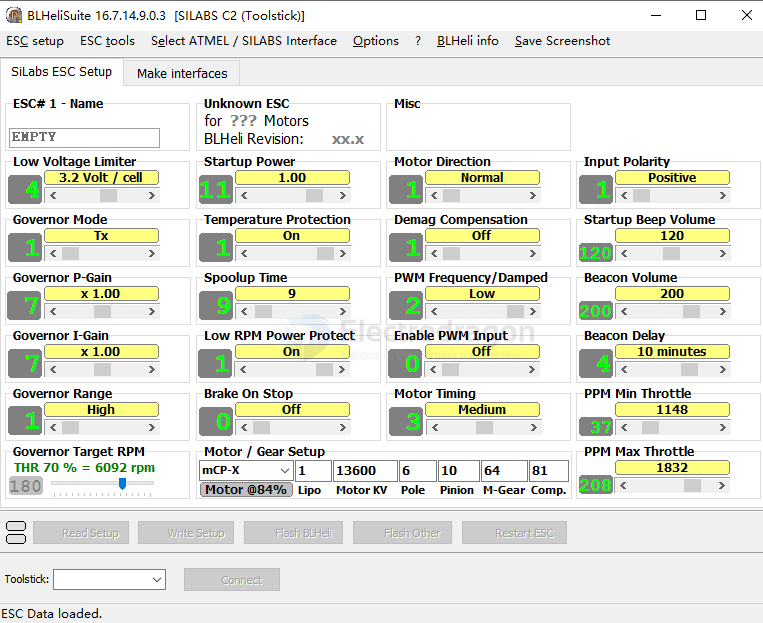 BLHeliSuite 16.7.14.9.0.3 [SILABS C2 (Toolstick)]
ESC setup ESC tools Select ATMEL / SILABS Interface Options ? BLHeli info Save Screenshot
SiLabs ESC Setup Make interfaces
ESC# 1 - Name Unknown ESC Misc
for ??? Motors
EMPTY BLHeli Revision: xx.x
Low Voltage Limiter Startup Power Motor Direction Input Polarity
4 3.2 Volt / cell 11 1.00 1 Normal 1 Positive
Governor Mode Temperature Protection Demag Compensation Startup Beep Volume
1 Tx 1 On 1 Off 120 120
Governor P-Gain Spoolup Time PWM Frequency/Damped Beacon Volume
7 x 1.00 9 9 2 Low 200 200
Governor I-Gain Low RPM Power Protect Enable PWM Input Beacon Delay
7 x 1.00 1 On 0 Off 4 10 minutes
Governor Range Brake On Stop Motor Timing PPM Min Throttle
1 High 0 Off 3 Medium 37 1148
Governor Target RPM Motor / Gear Setup PPM Max Throttle
THR 70 % = 6092 rpm mCP-X 1 13600 6 10 64 81 208 1832
180 Motor @84% Lipo Motor KV Pole Pinion M-Gear Comp.
Electrodragon
Read Setup Write Setup Flash BLHeli Flash Other Restart ESC
Toolstick: Connect
ESC Data loaded.